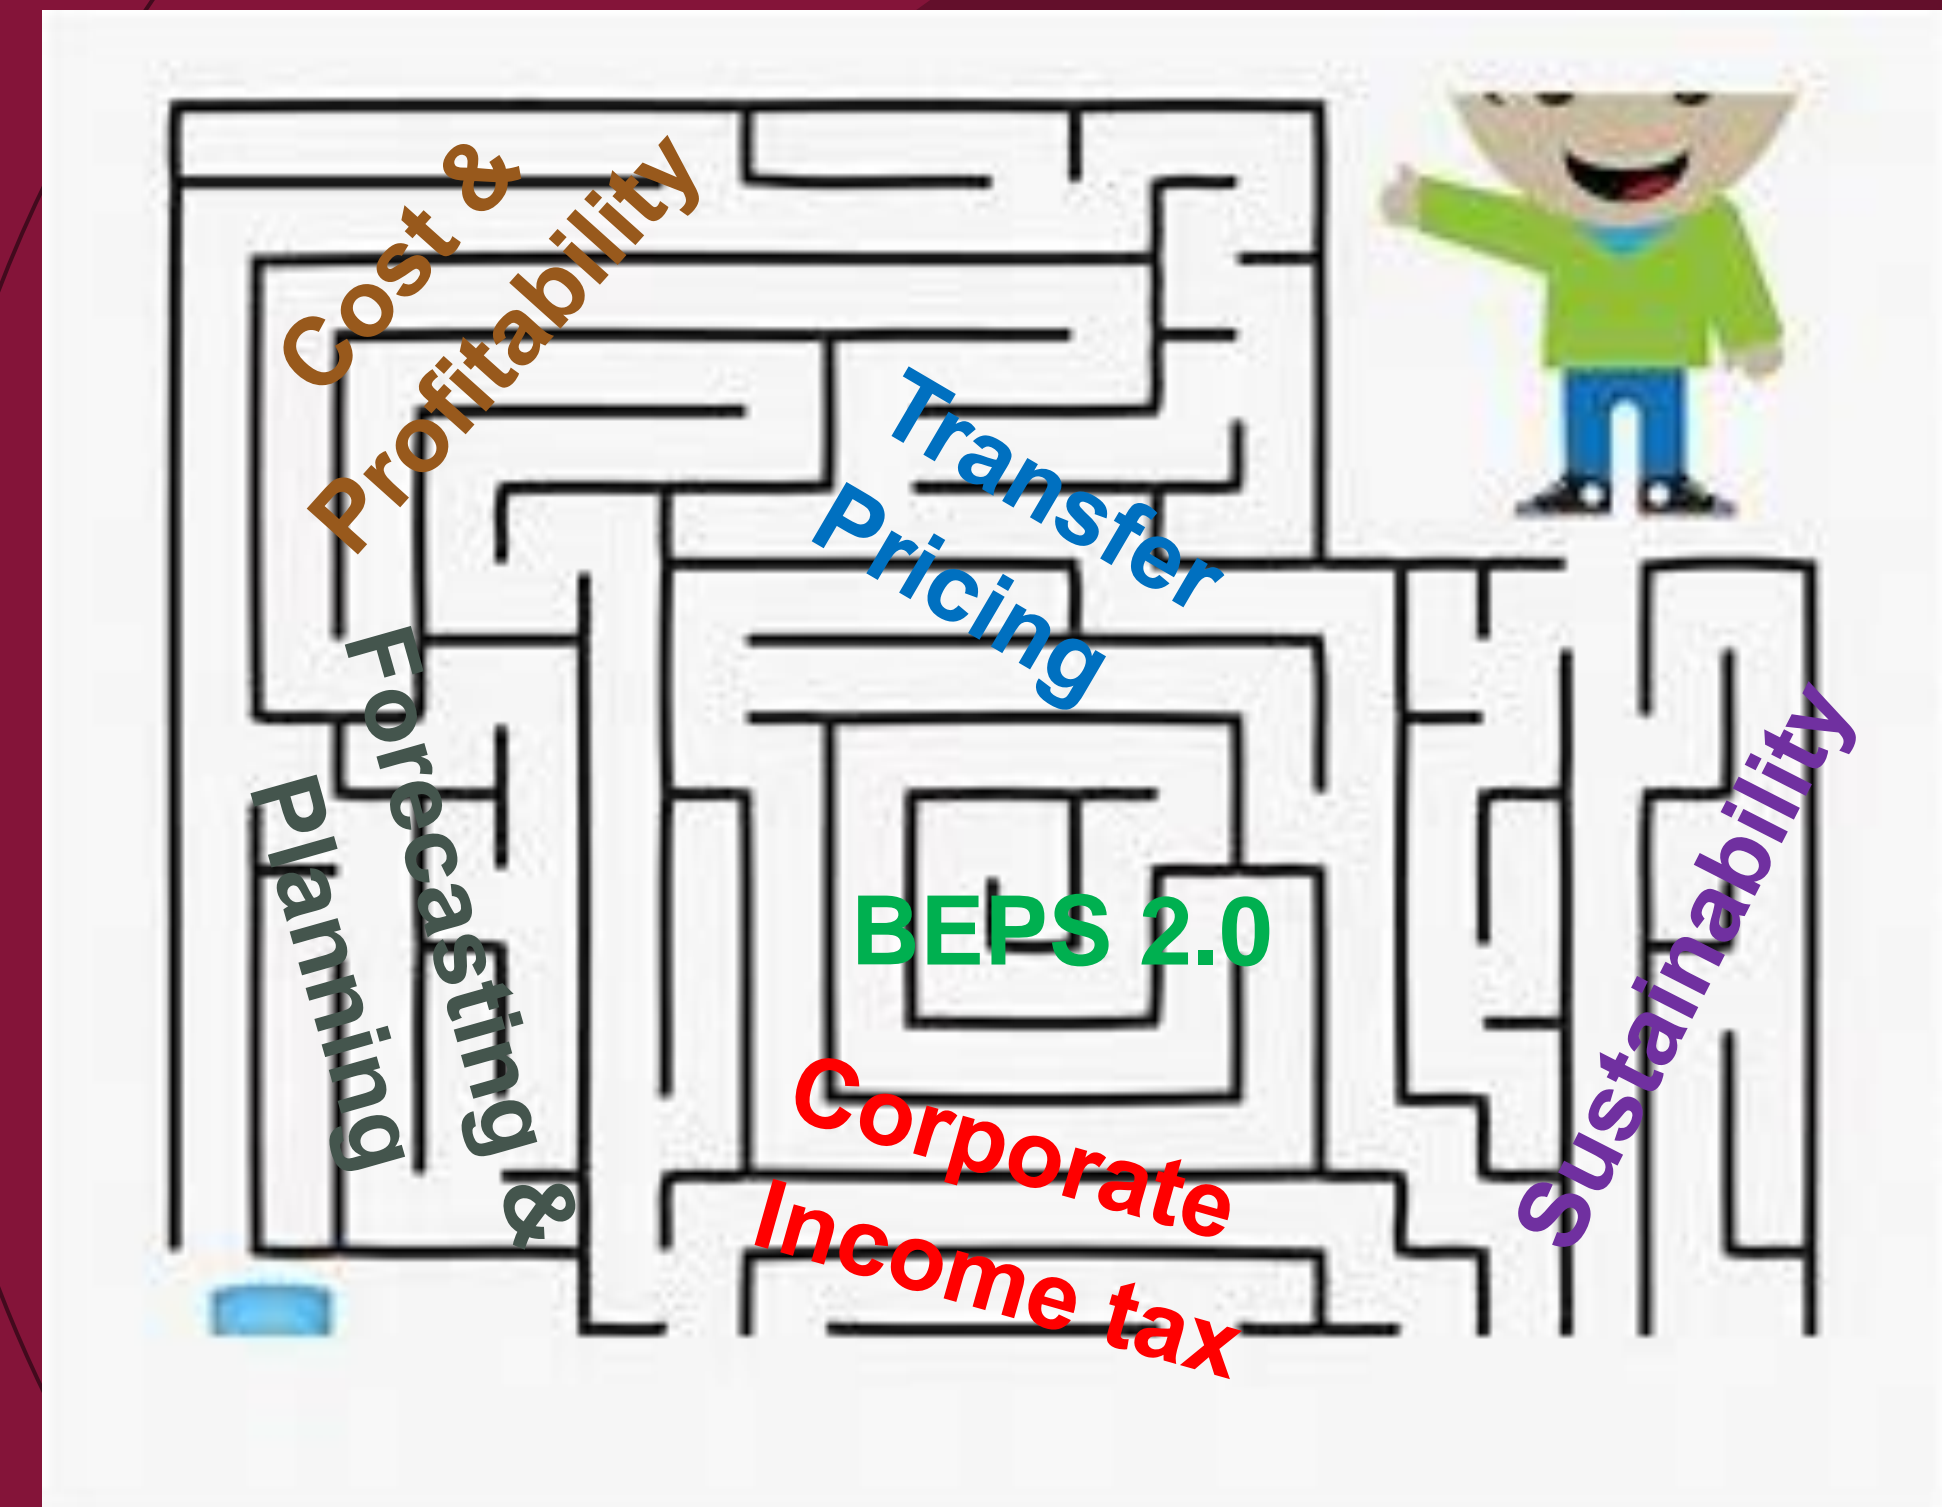 Cost &
Profitability
Transfer
Pricing
Forecasting &
Planning
BEPS 2.0
Corporate
Income tax
Sustainability